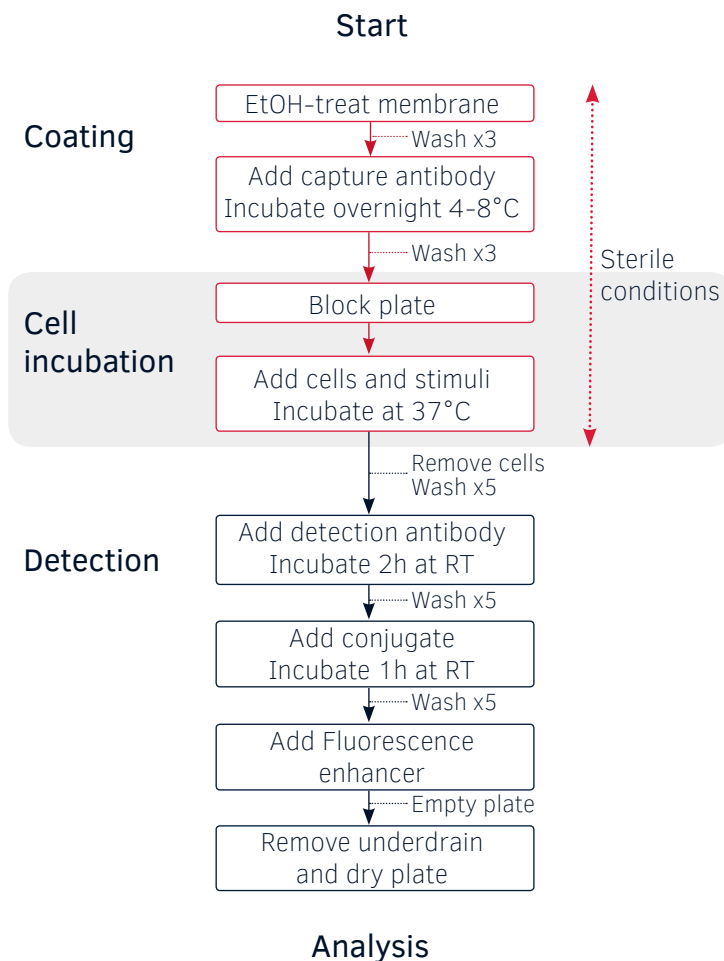 Start
EtOH-treat membrane
Coating
Wash x3
Add capture antibody
Incubate overnight 4-8°C
Wash x3
Sterile
conditions
Block plate
Cell
incubation
Add cells and stimuli
Incubate at 37°C
Remove cells
Wash x5
Add detection antibody
Incubate 2h at RT
Detection
Wash x5
Add conjugate
Incubate 1h at RT
Wash x5
Add Fluorescence
enhancer
Empty plate
Remove underdrain
and dry plate
Analysis